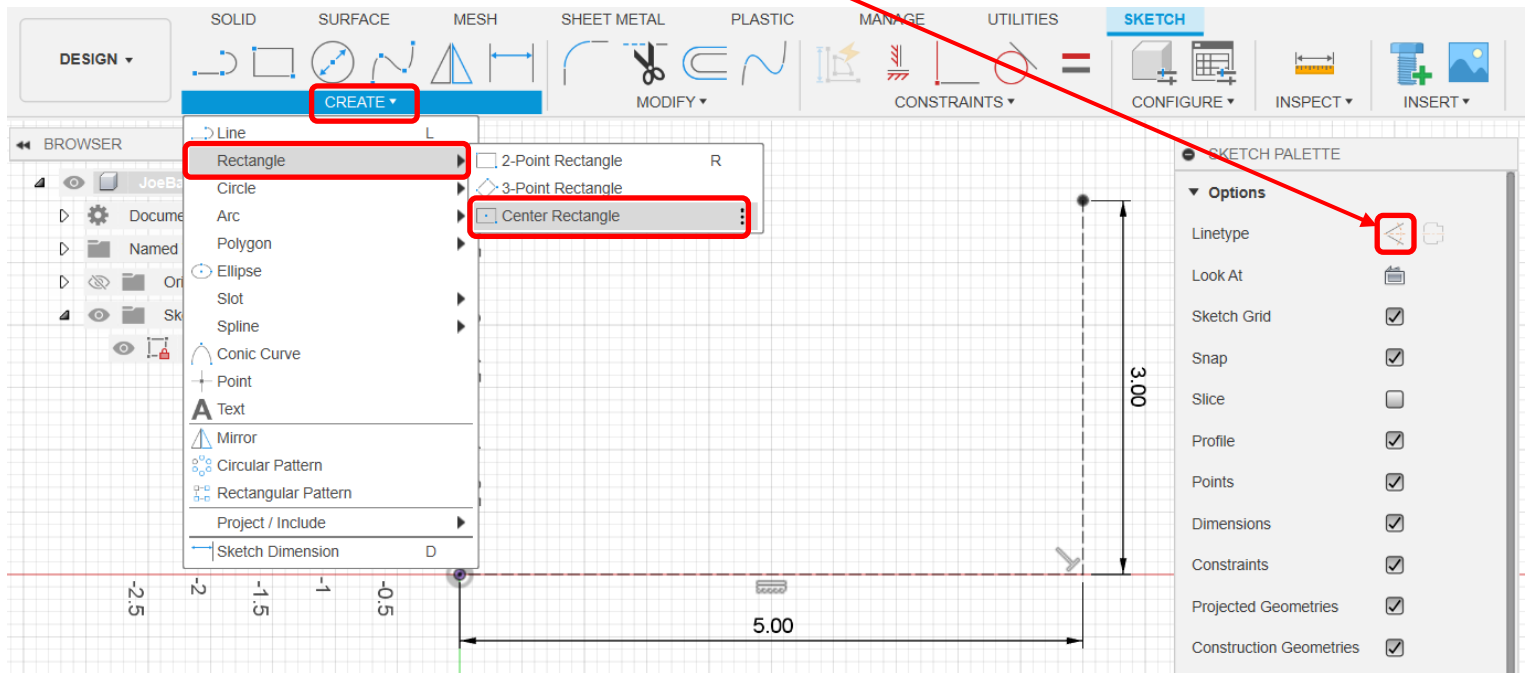 SOLID SURFACE MESH SHEET METAL PLASTIC MANAGE UTILITIES SKETCH
DESIGN ▾
CREATE ▾ MODIFY ▾ CONSTRAINTS ▾ CONFIGURE ▾ INSPECT ▾ INSERT ▾
BROWSER
Docume
Named
Line L
Rectangle
Circle
Arc
Polygon
Ellipse
Slot
Spline
Conic Curve
Point
Text
Mirror
Circular Pattern
Rectangular Pattern
Project / Include
Sketch Dimension D
2-Point Rectangle R
3-Point Rectangle
Center Rectangle
3.00
5.00
-2.5
-2
-1.5
-1
-0.5
SKETCH PALETTE
▼ Options
Linetype
Look At
Sketch Grid
Snap
Slice
Profile
Points
Dimensions
Constraints
Projected Geometries
Construction Geometries